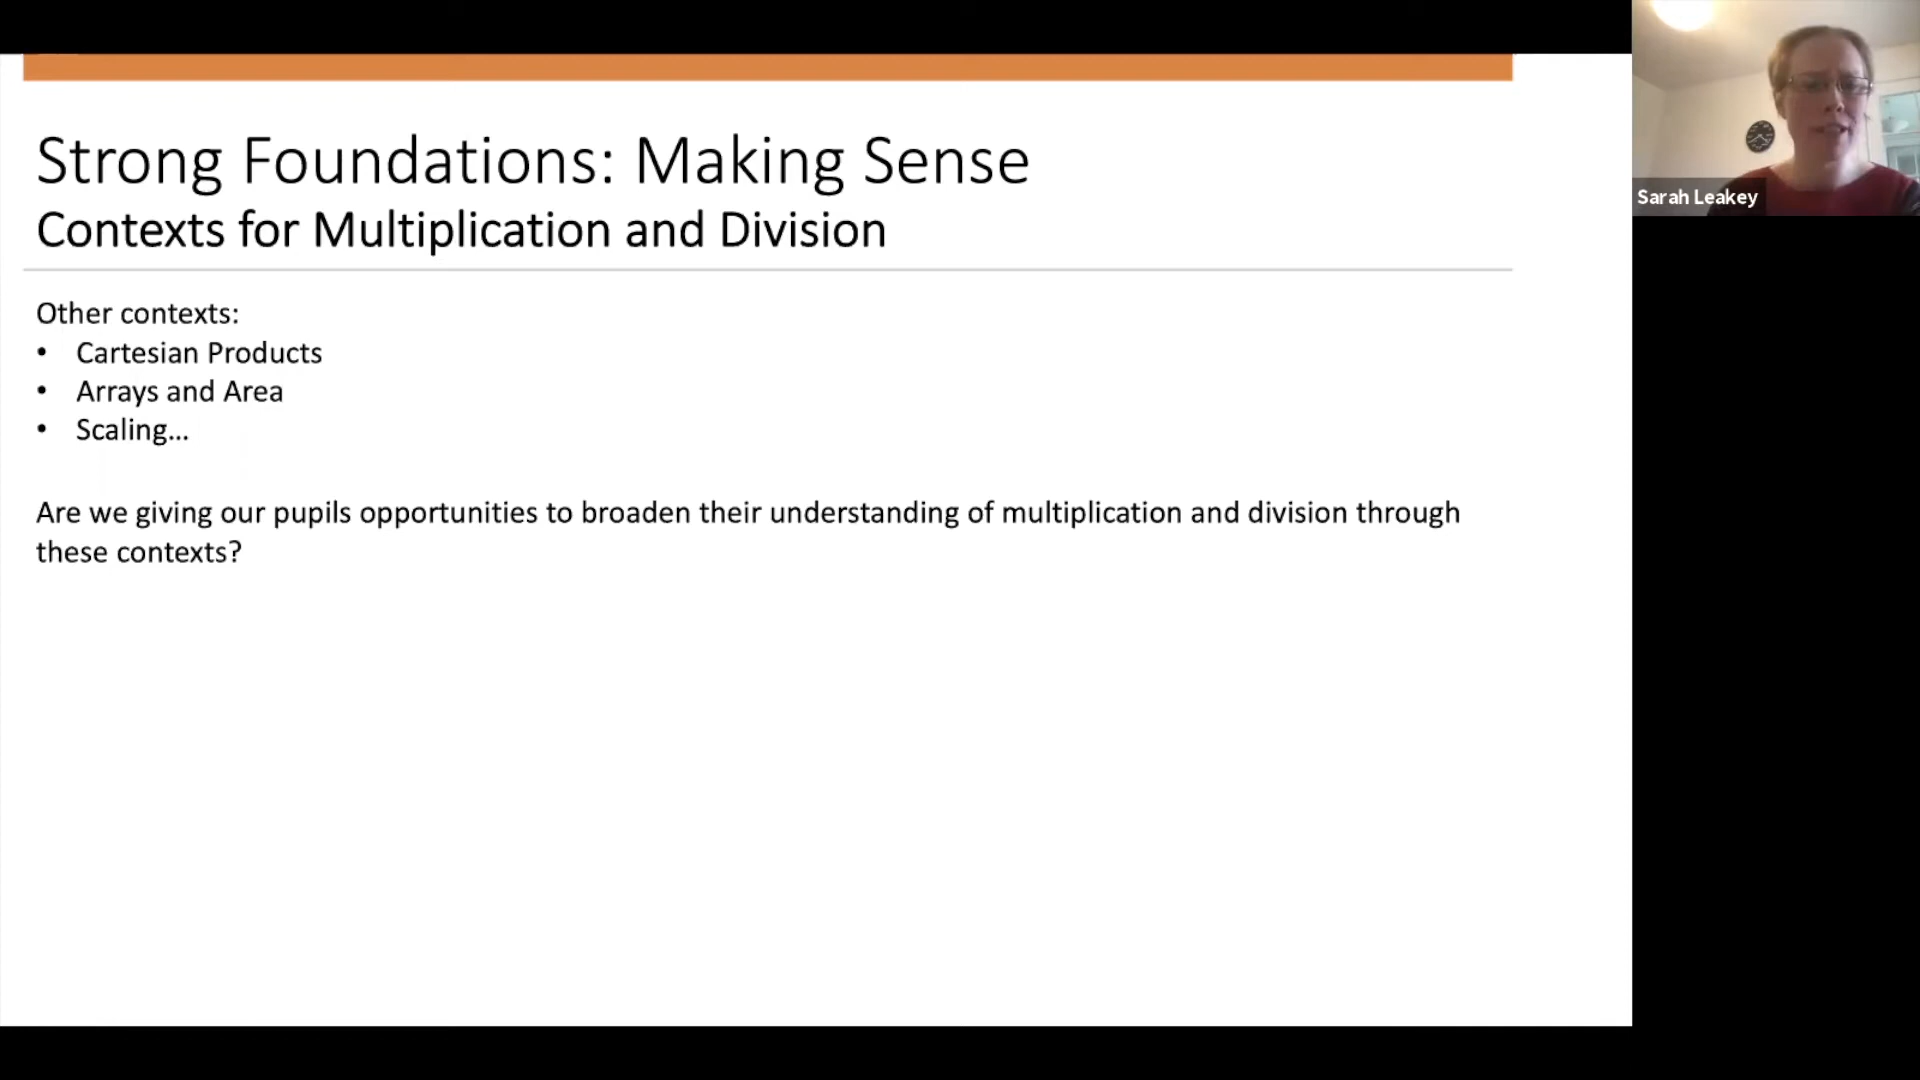 Strong Foundations: Making Sense
Contexts for Multiplication and Division
Other contexts:
• Cartesian Products
• Arrays and Area
• Scaling...
Are we giving our pupils opportunities to broaden their understanding of multiplication and division through
these contexts?
Sarah Leakey